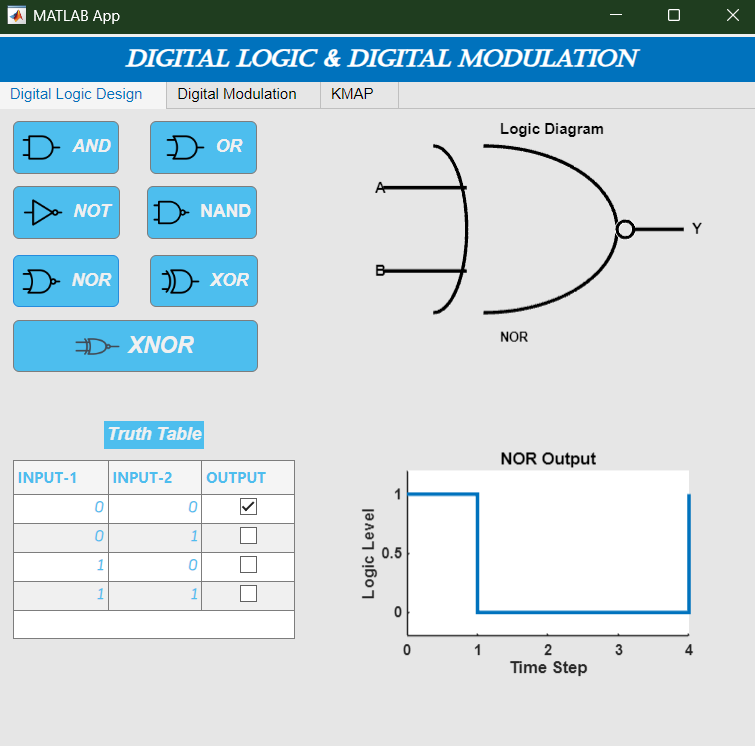 MATLAB App
DIGITAL LOGIC & DIGITAL MODULATION
Digital Logic Design Digital Modulation KMAP
AND OR
NOT NAND
NOR XOR
XNOR
Logic Diagram
A
B
Y
NOR
Truth Table
INPUT-1 INPUT-2 OUTPUT
0 0
0 1
1 0
1 1
NOR Output
Logic Level
1
0.5
0
0 1 2 3 4
Time Step